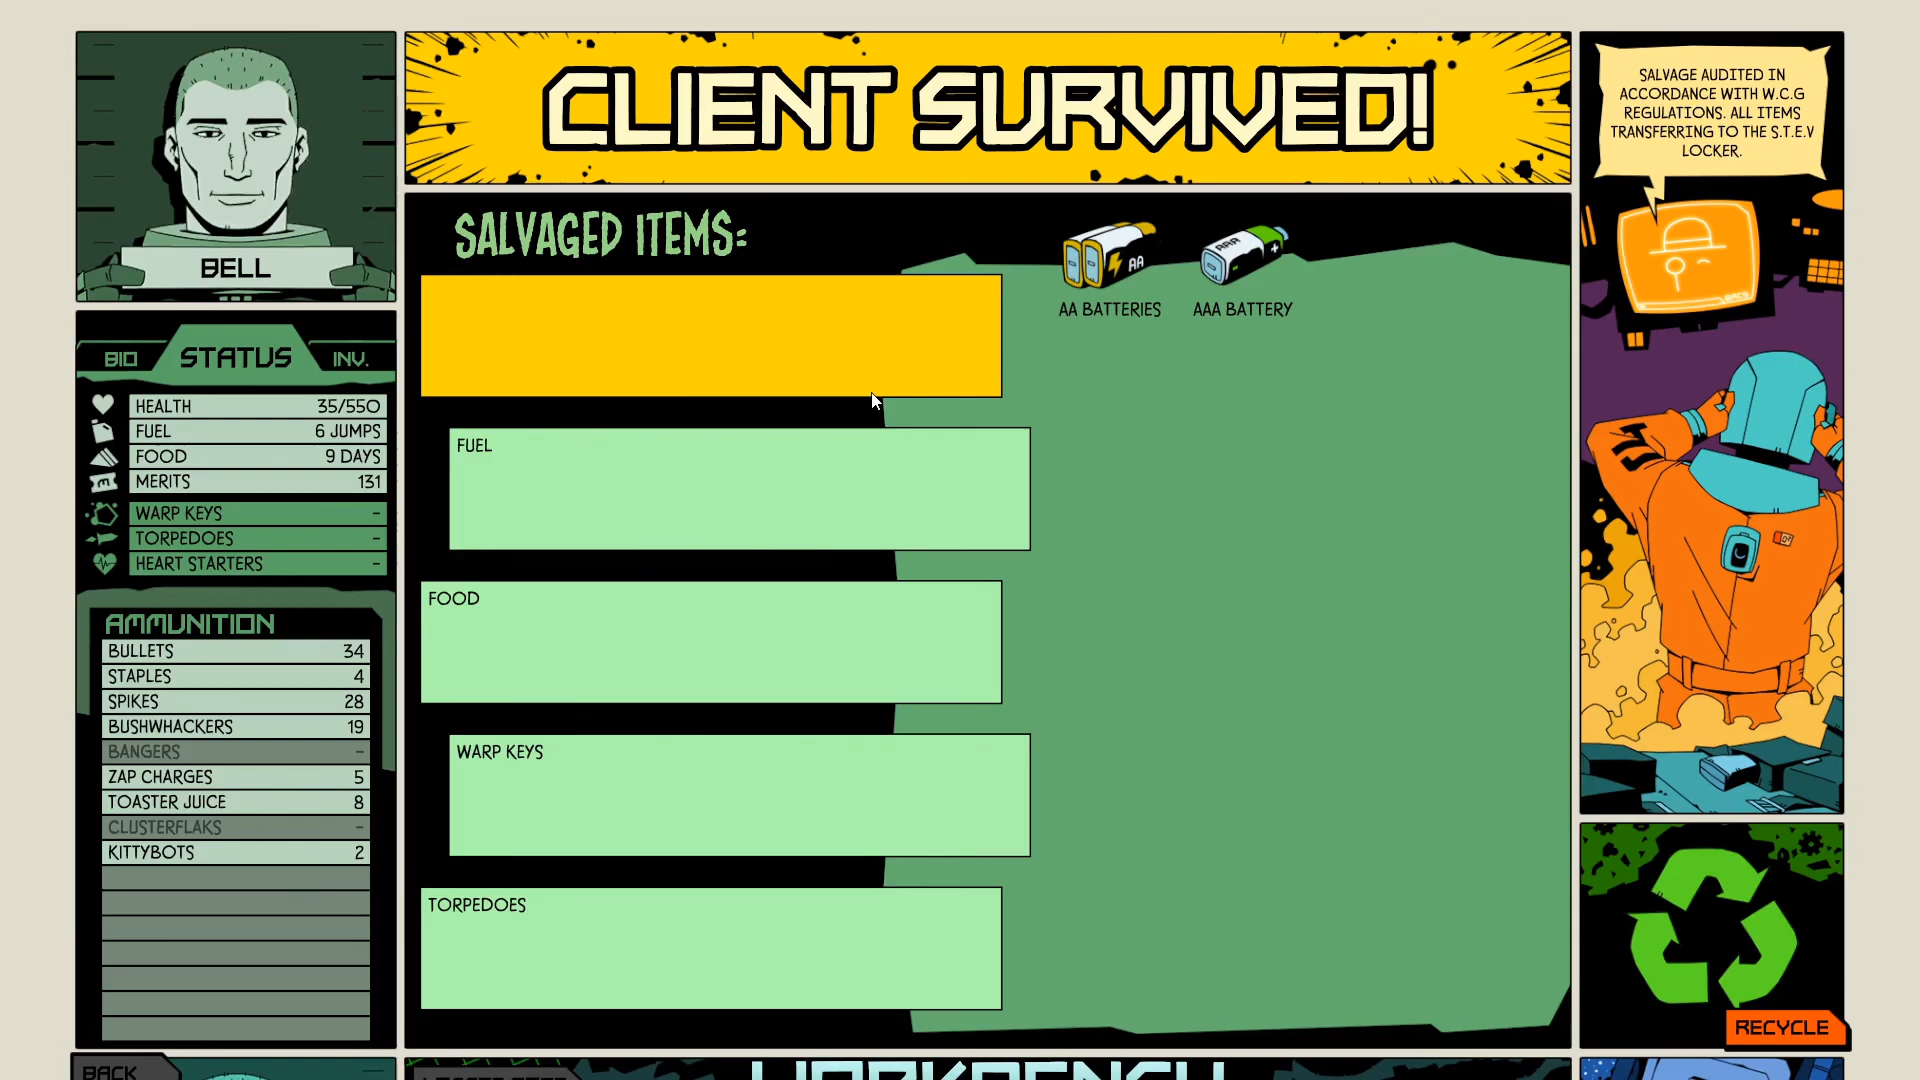 CLIENT SURVIVED!
SALVAGE AUDITED IN
ACCORDANCE WITH W.C.G
REGULATIONS. ALL ITEMS
TRANSFERRING TO THE S.T.E.V
LOCKER.
BELL
BIO
STATUS
INV.
HEALTH 35/550
FUEL 6 JUMPS
FOOD 9 DAYS
MERITS 131
WARP KEYS -
TORPEDOES -
HEART STARTERS -
AMMUNITION
BULLETS 34
STAPLES 4
SPIKES 28
BUSHWHACKERS 19
BANGERS -
ZAP CHARGES 5
TOASTER JUICE 8
CLUSTERFLAKS -
KITTYBOTS 2
BACK
SALVAGED ITEMS:
AA
AAA
AA BATTERIES
AAA BATTERY
FUEL
FOOD
WARP KEYS
TORPEDOES
RECYCLE